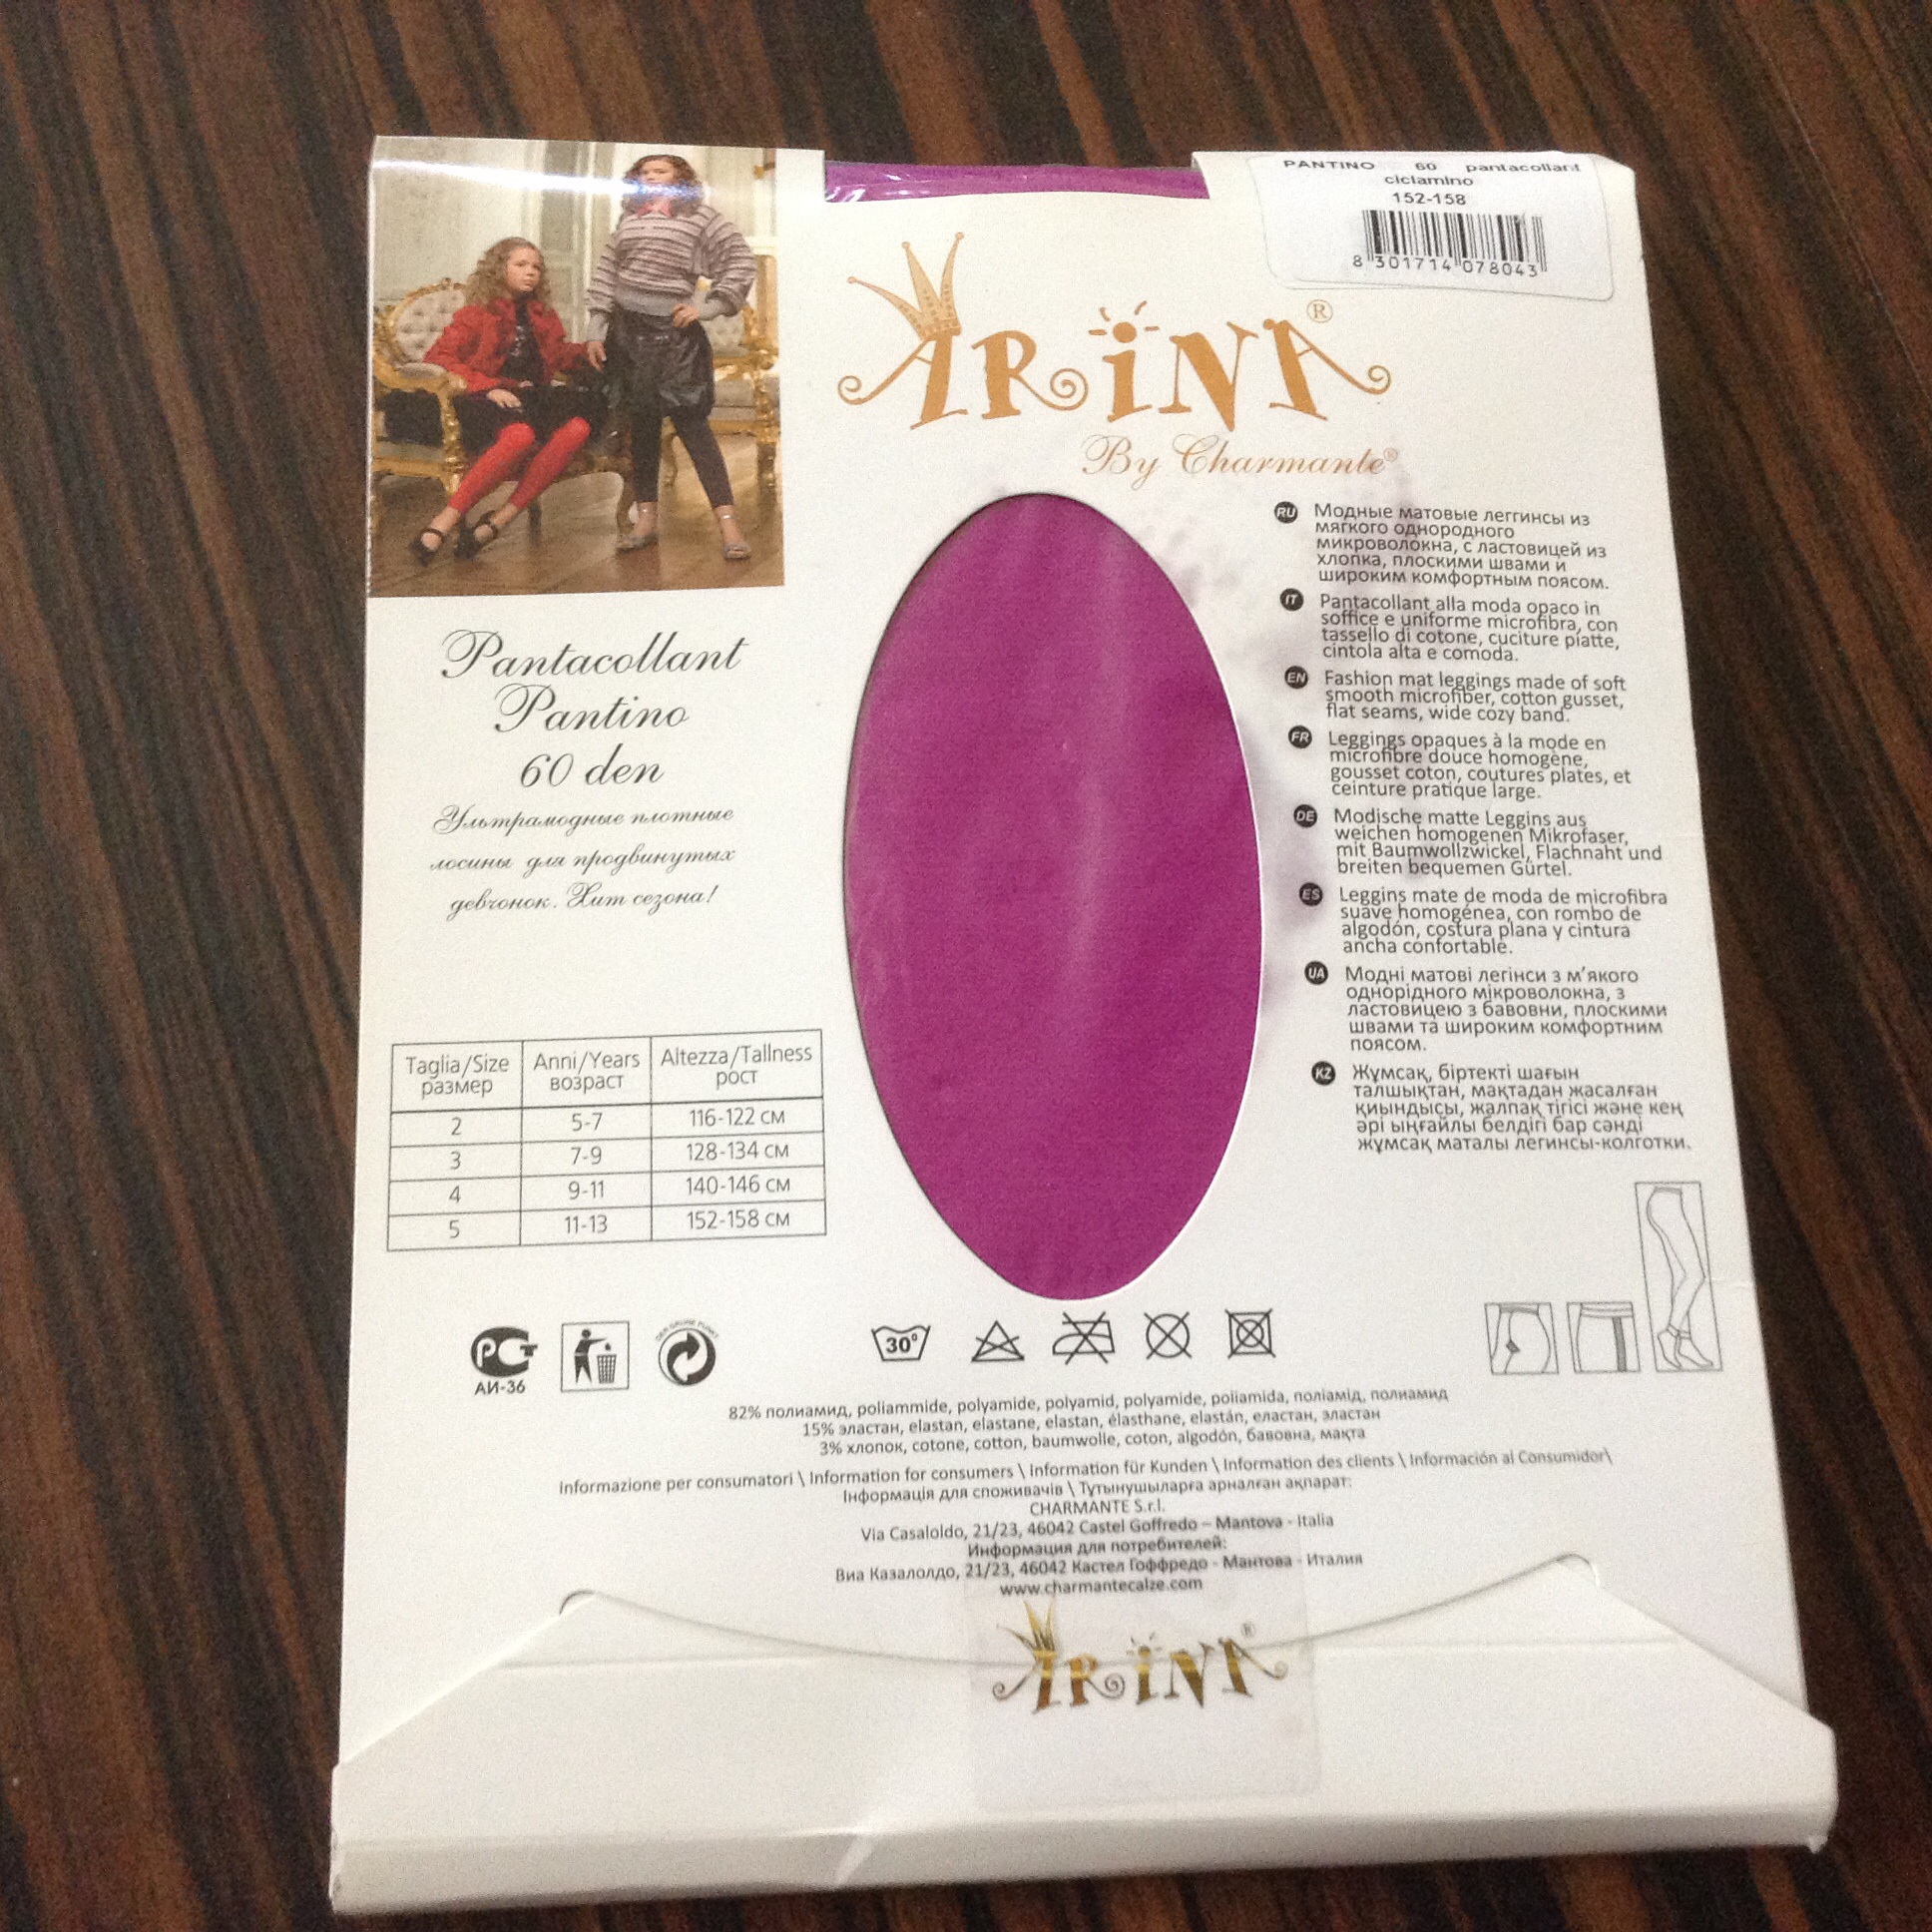 PANTINO 60 pantacollant
ciclamino
152-158
8 301714 078043
ARINA®
By Charmante®
Pantacollant
Pantino
60 den
Ультрамодные плотные
лосины для продвинутых
девчонок. Хит сезона!
RU Модные матовые леггинсы из
мягкого однородного
микроволокна, с ластовицей из
хлопка, плоскими швами и
широким комфортным поясом.
IT Pantacollant alla moda opaco in
soffice e uniforme microfibra, con
tassello di cotone, cuciture piatte,
cintola alta e comoda.
EN Fashion mat leggings made of soft
smooth microfiber, cotton gusset,
flat seams, wide cozy band.
FR Leggings opaques à la mode en
microfibre douce homogène,
gousset coton, coutures plates, et
ceinture pratique large.
DE Modische matte Leggins aus
weichen homogenen Mikrofaser,
mit Baumwollzwickel, Flachnaht und
breiten bequemen Gürtel.
ES Leggins mate de moda de microfibra
suave homogénea, con rombo de
algodón, costura plana y cintura
ancha confortable.
UA Модні матові легінси з м’якого
однорідного мікроволокна, з
ластовицею з бавовни, плоскими
швами та широким комфортним
поясом.
KZ Жұмсақ, біртекті шағын
талшықтан, мақтадан жасалған
қиындысы, жалпақ тігісі және кең
әрі ыңғайлы белдігі бар сәнді
жұмсақ маталы легинсы-колготки.
Taglia/Size размер Anni/Years возраст Altezza/Tallness рост
2 5-7 116-122 см
3 7-9 128-134 см
4 9-11 140-146 см
5 11-13 152-158 см
РСТ
АИ-36
DER GRÜNE PUNKT
30°
82% полиамид, poliammide, polyamide, polyamid, polyamide, poliamida, поліамід, полиамид
15% эластан, elastan, elastane, elastan, élasthane, elastán, еластан, эластан
3% хлопок, cotone, cotton, baumwolle, coton, algodón, бавовна, мақта
Informazione per consumatori \ Information for consumers \ Information für Kunden \ Information des clients \ Información al Consumidor\
Інформація для споживачів \ Тұтынушыларға арналған ақпарат:
CHARMANTE S.r.l.
Via Casaloldo, 21/23, 46042 Castel Goffredo – Mantova - Italia
Информация для потребителей:
Виа Казалолдо, 21/23, 46042 Кастел Гоффредо - Мантова - Италия
www.charmantecalze.com
ARINA®